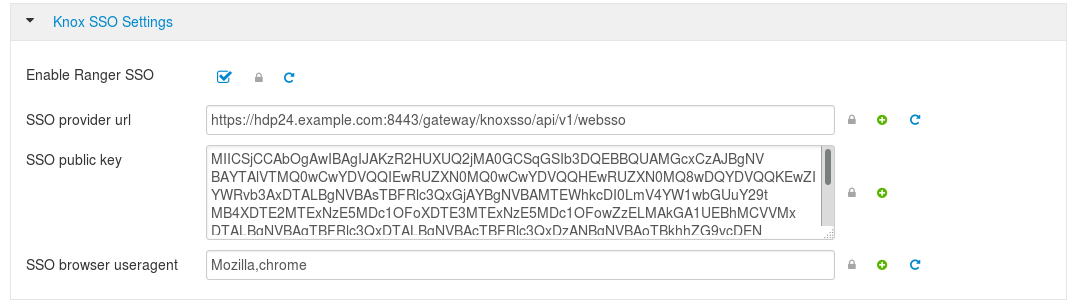 Knox SSO Settings
Enable Ranger SSO
SSO provider url
https://hdp24.example.com:8443/gateway/knoxsso/api/v1/websso
SSO public key
MIICSjCCAbOgAwIBAgIJAKzR2HUXUQ2jMA0GCSqGSIb3DQEBBQUAMGcxCzAJBgNV
BAYTAlVTMQ0wCwYDVQQIEwRUZXN0MQ0wCwYDVQQHEwRUZXN0MQ8wDQYDVQQKEwZI
YWRvb3AxDTALBgNVBAsTBFRlc3QxGjAYBgNVBAMTEWhkcDI0LmV4YW1wbGUuY29t
MB4XDTE2MTExNzE5MDc1OFoXDTE3MTExNzE5MDc1OFowZzELMAkGA1UEBhMCVVMx
DTALBgNVBAgTBFRlc3QxDTALBgNVBAcTBFRlc3QxDzANBgNVBAoTBkhhZG9vcDEN
SSO browser useragent
Mozilla,chrome